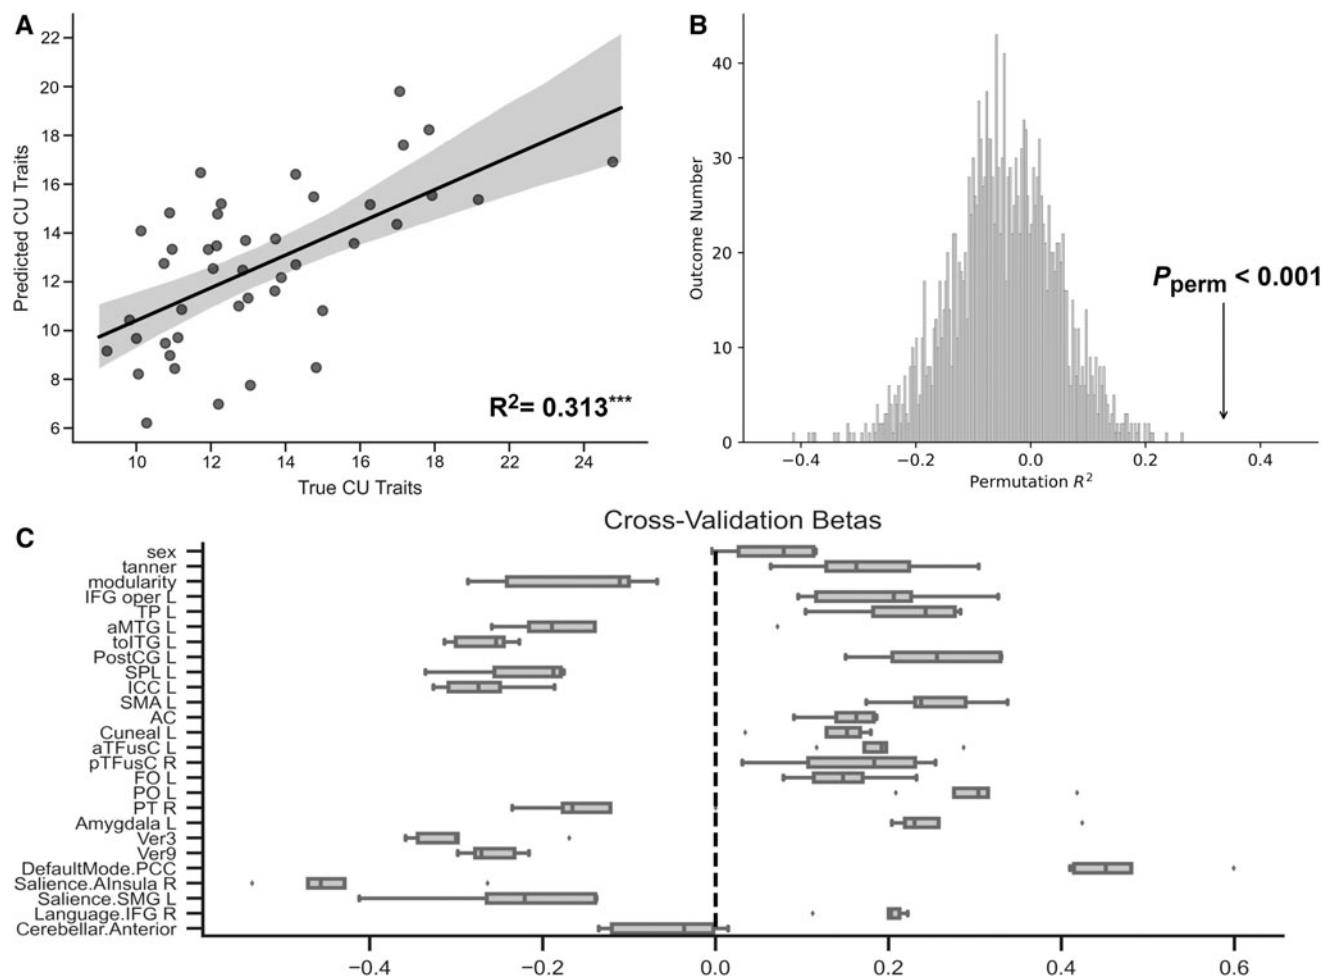 A
22
20
18
16
14
12
10
8
6
Predicted CU Traits
R²= 0.313***
10 12 14 16 18 20 22 24
True CU Traits
B
40
30
20
10
0
Outcome Number
Pperm < 0.001
−0.4 −0.2 0.0 0.2 0.4
Permutation R²
C
Cross-Validation Betas
sex
tanner
modularity
IFG oper L
TP L
aMTG L
toITG L
PostCG L
SPL L
ICC L
SMA L
AC
Cuneal L
aTFusC L
pTFusC R
FO L
PO L
PT R
Amygdala L
Ver3
Ver9
DefaultMode.PCC
Salience.AInsula R
Salience.SMG L
Language.IFG R
Cerebellar.Anterior
−0.4 −0.2 0.0 0.2 0.4 0.6